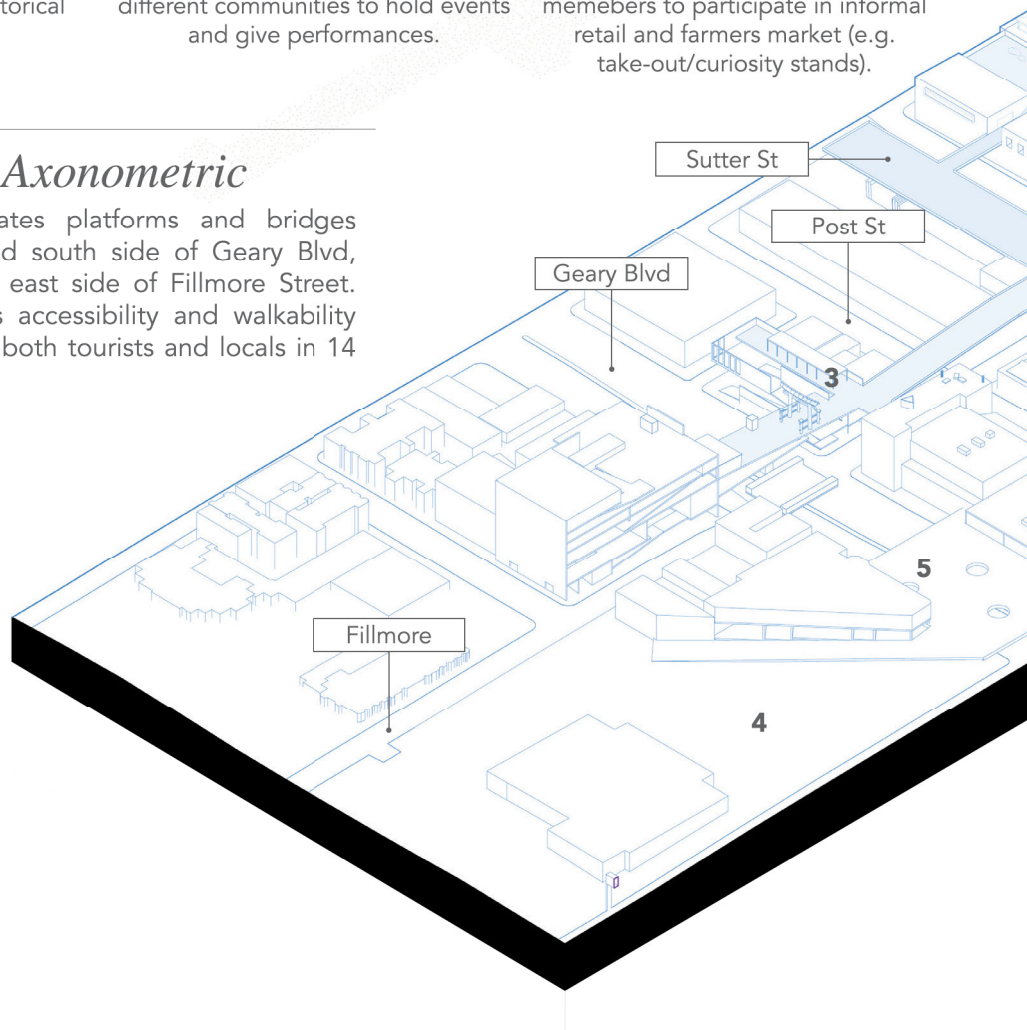 torical
different communities to hold events
and give performances.
memebers to participate in informal
retail and farmers market (e.g.
take-out/curiosity stands).
Axonometric
ates platforms and bridges
d south side of Geary Blvd,
east side of Fillmore Street.
s accessibility and walkability
both tourists and locals in 14
Sutter St
Post St
Geary Blvd
3
5
Fillmore
4